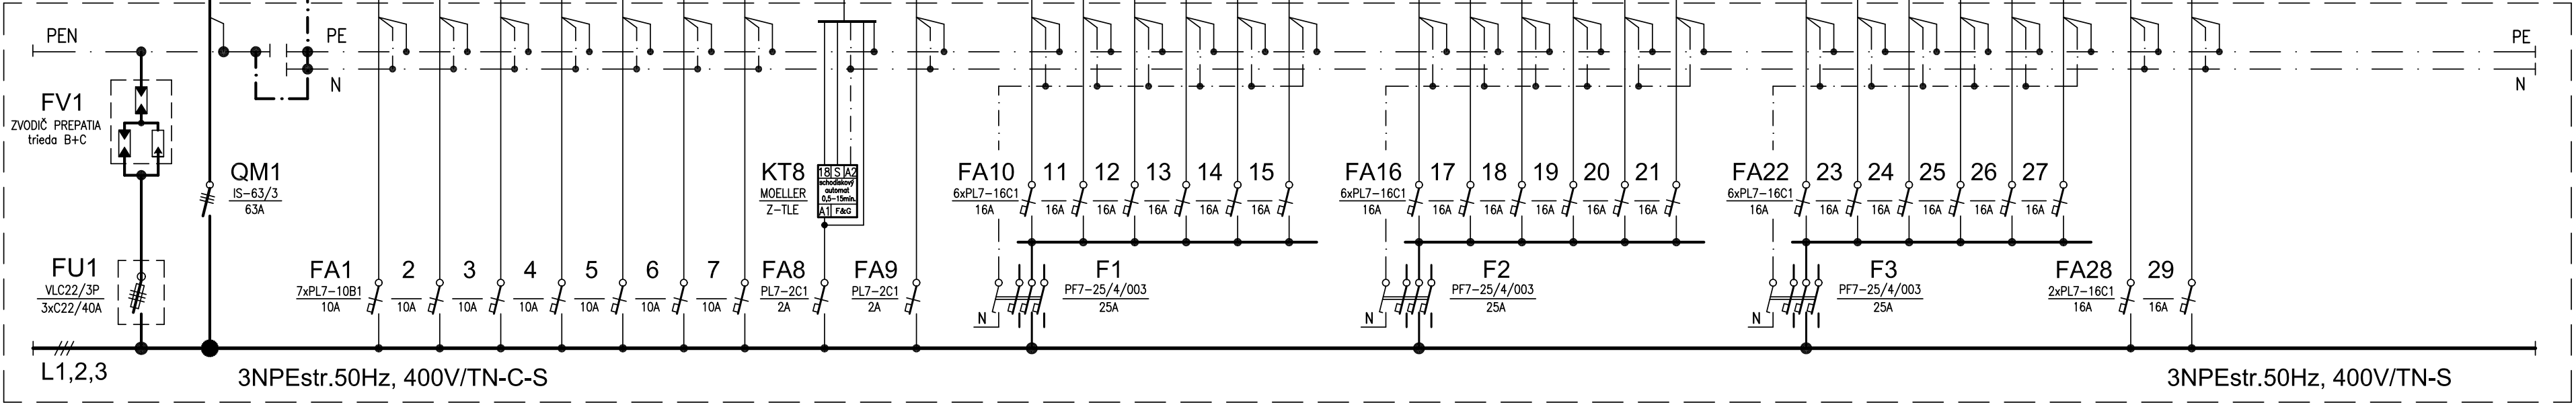 PEN
PE
N
PE
N
FV1
ZVODIČ PREPATIA
trieda B+C
QM1
IS-63/3
63A
KT8
MOELLER
Z-TLE
18 S A2
schodiskový
automat
0,5-15min.
A1 F&G
FA10 11 12 13 14 15
6xPL7-16C1
16A 16A 16A 16A 16A 16A
FA16 17 18 19 20 21
6xPL7-16C1
16A 16A 16A 16A 16A 16A
FA22 23 24 25 26 27
6xPL7-16C1
16A 16A 16A 16A 16A 16A
FU1
VLC22/3P
3xC22/40A
FA1 2 3 4 5 6 7
7xPL7-10B1
10A 10A 10A 10A 10A 10A 10A
FA8
PL7-2C1
2A
FA9
PL7-2C1
2A
F1
PF7-25/4/003
25A
N
F2
PF7-25/4/003
25A
N
F3
PF7-25/4/003
25A
N
FA28 29
2xPL7-16C1
16A 16A
L1,2,3
3NPEstr.50Hz, 400V/TN-C-S
3NPEstr.50Hz, 400V/TN-S